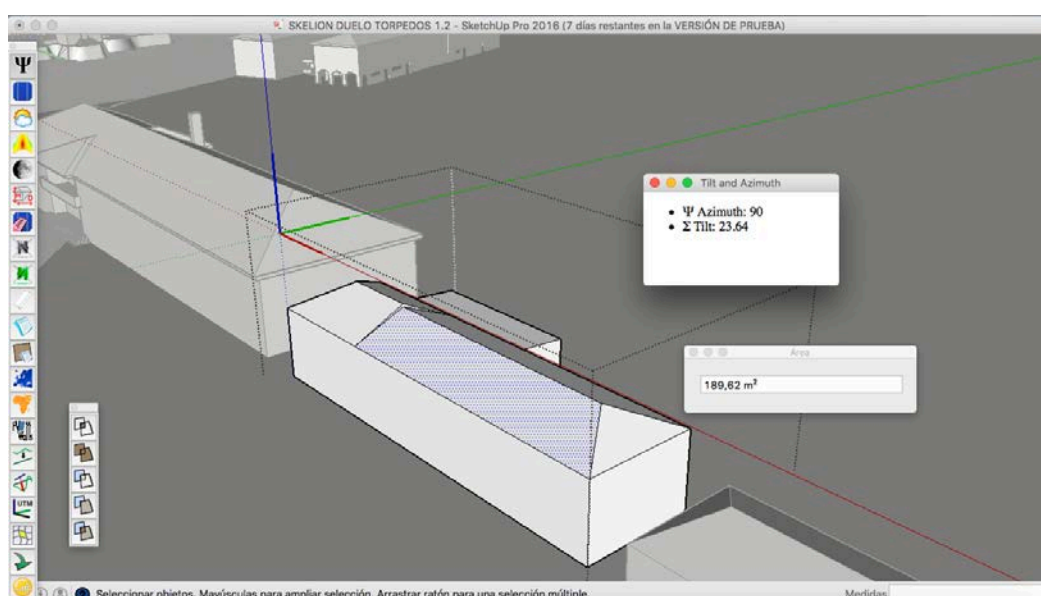 SKELION DUELO TORPEDOS 1.2 - SketchUp Pro 2016 (7 días restantes en la VERSIÓN DE PRUEBA)
Ψ
Tilt and Azimuth
• Ψ Azimuth: 90
• Σ Tilt: 23.64
Area
189,62 m²
N
UTM
Seleccionar objetos. Mayúsculas para ampliar selección. Arrastrar ratón para una selección múltiple.
Medidas